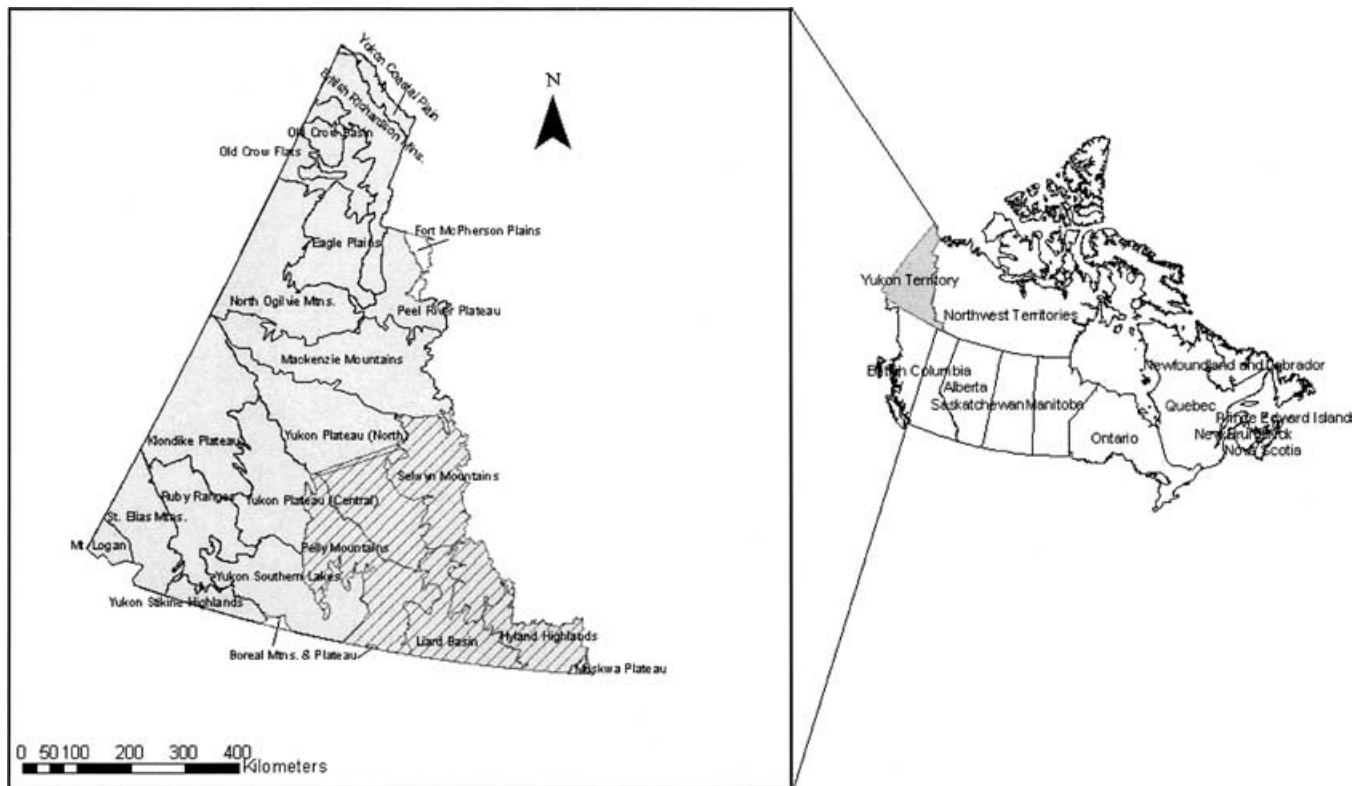 Yukon Coastal Plain
British Richardson Mtns.
N
Old Crow Basin
Old Crow Flats
Fort McPherson Plains
Eagle Plains
North Ogilvie Mtns.
Peel River Plateau
Mackenzie Mountains
Klondike Plateau
Yukon Plateau (North)
Selwyn Mountains
Ruby Ranges
Yukon Plateau (Central)
St. Elias Mtns.
Mt. Logan
Pelly Mountains
Yukon Southern Lakes
Yukon Stikine Highlands
Boreal Mtns. & Plateau
Liard Basin
Hyland Highlands
Muskwa Plateau
0 50 100 200 300 400
Kilometers
Yukon Territory
Northwest Territories
British Columbia
Alberta
Saskatchewan
Manitoba
Newfoundland and Labrador
Quebec
Ontario
Prince Edward Island
New Brunswick
Nova Scotia